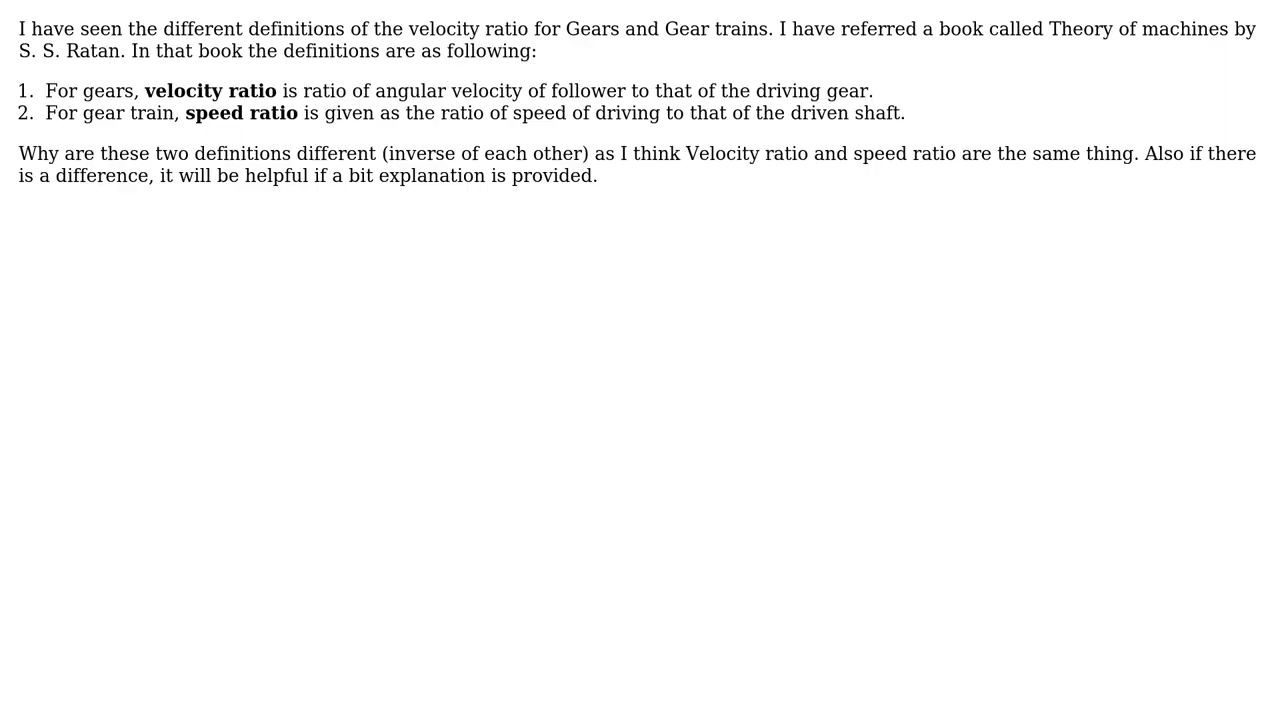 I have seen the different definitions of the velocity ratio for Gears and Gear trains. I have referred a book called Theory of machines by
S. S. Ratan. In that book the definitions are as following:
1. For gears, velocity ratio is ratio of angular velocity of follower to that of the driving gear.
2. For gear train, speed ratio is given as the ratio of speed of driving to that of the driven shaft.
Why are these two definitions different (inverse of each other) as I think Velocity ratio and speed ratio are the same thing. Also if there
is a difference, it will be helpful if a bit explanation is provided.